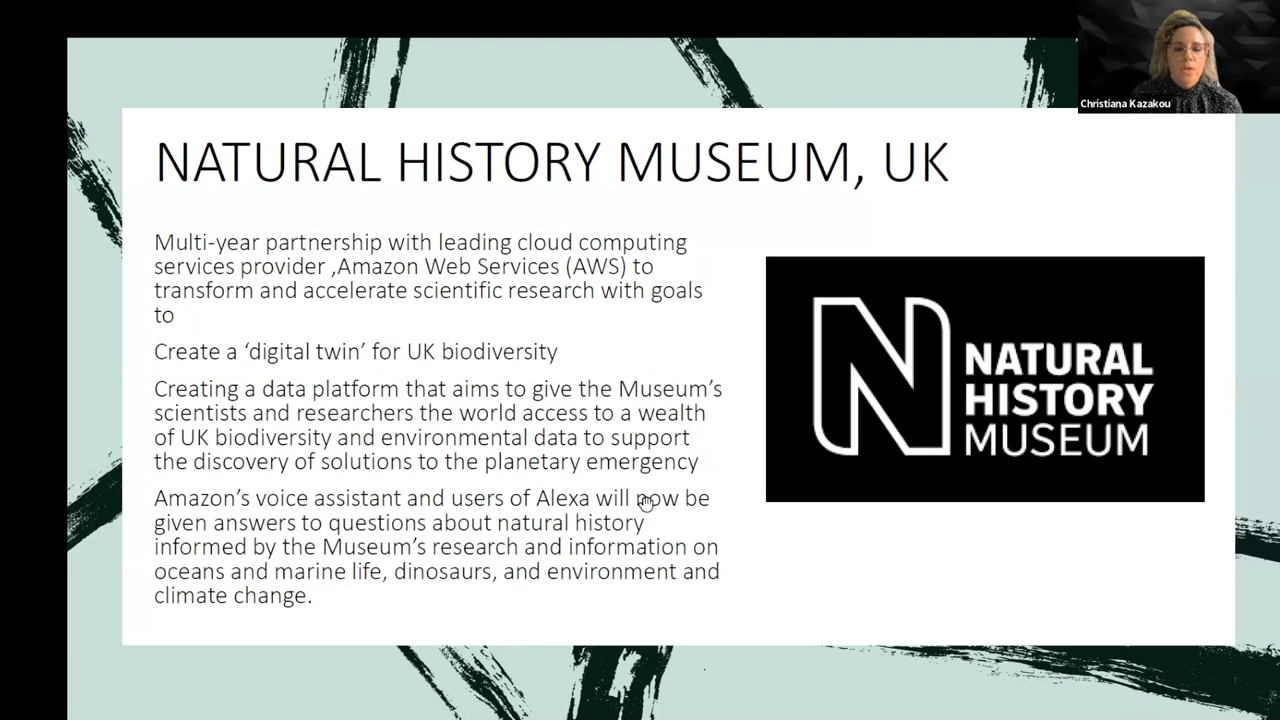 Christiana Kazakou
NATURAL HISTORY MUSEUM, UK
Multi-year partnership with leading cloud computing
services provider ,Amazon Web Services (AWS) to
transform and accelerate scientific research with goals
to
Create a ‘digital twin’ for UK biodiversity
Creating a data platform that aims to give the Museum’s
scientists and researchers the world access to a wealth
of UK biodiversity and environmental data to support
the discovery of solutions to the planetary emergency
Amazon’s voice assistant and users of Alexa will now be
given answers to questions about natural history
informed by the Museum’s research and information on
oceans and marine life, dinosaurs, and environment and
climate change.
N
NATURAL
HISTORY
MUSEUM